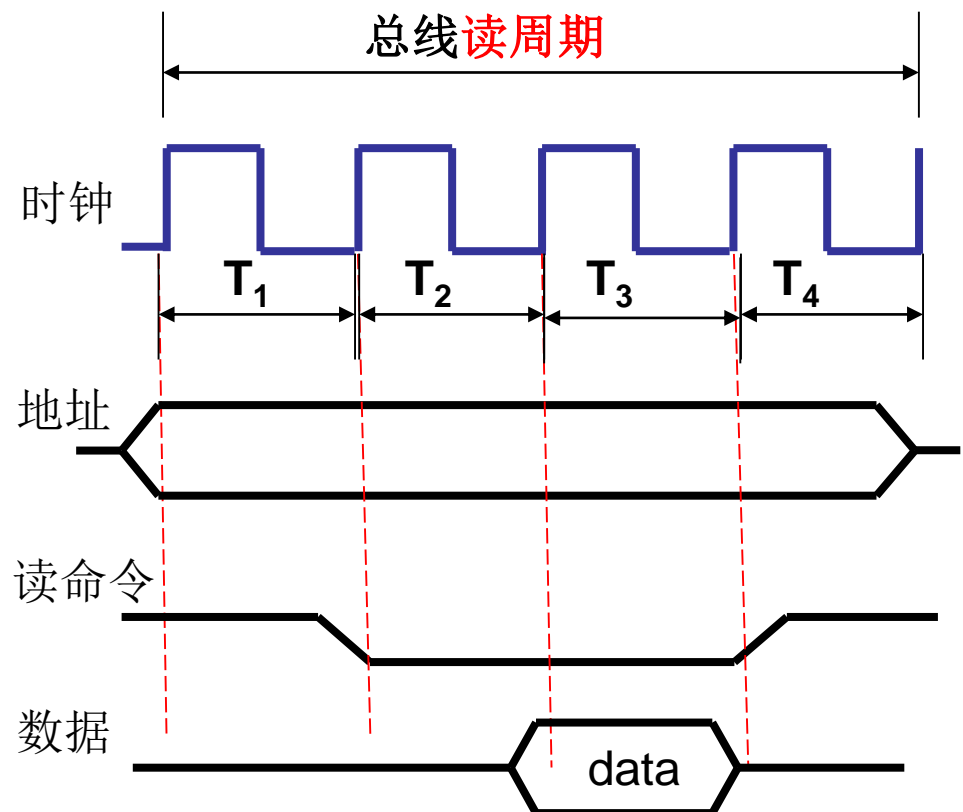 总线读周期
时钟
T₁ T₂ T₃ T₄
地址
读命令
数据
data